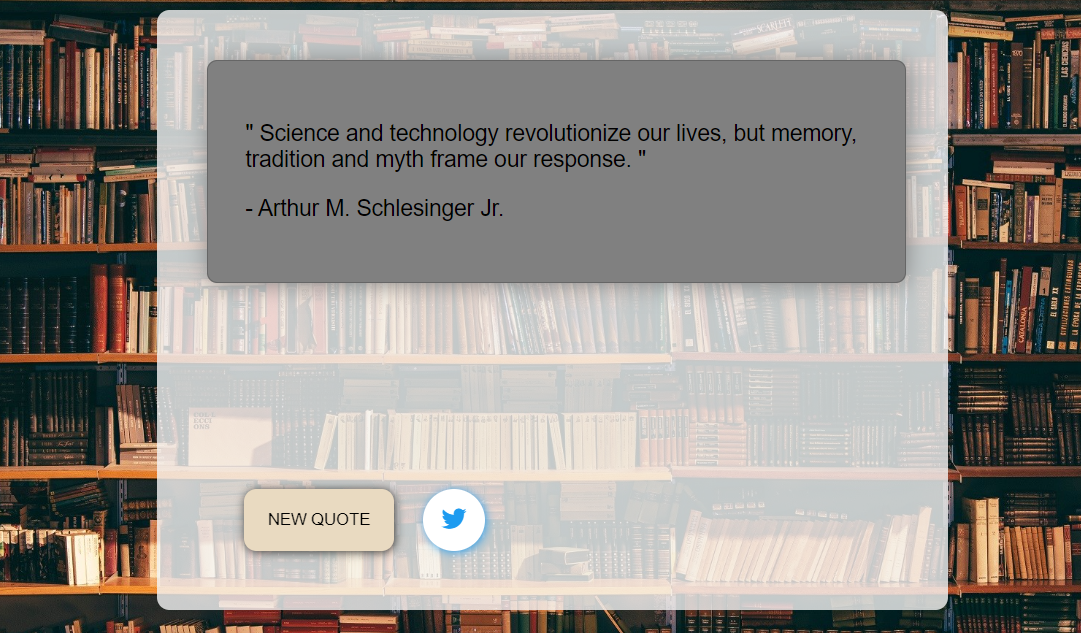 " Science and technology revolutionize our lives, but memory,
tradition and myth frame our response. "
- Arthur M. Schlesinger Jr.
NEW QUOTE